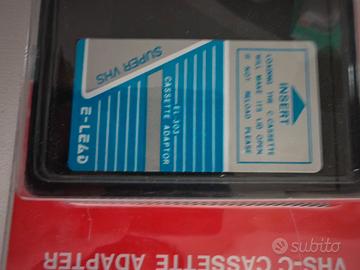 SUPER VHS
E-LEAD
EL-303
CASSETTE ADAPTOR
INSERT
LOADING THE C CASSETTE
WILL MAKE ITS LID OPEN
IF NOT RELOAD PLEASE
VHS-C CASSETTE ADAPTER
subito